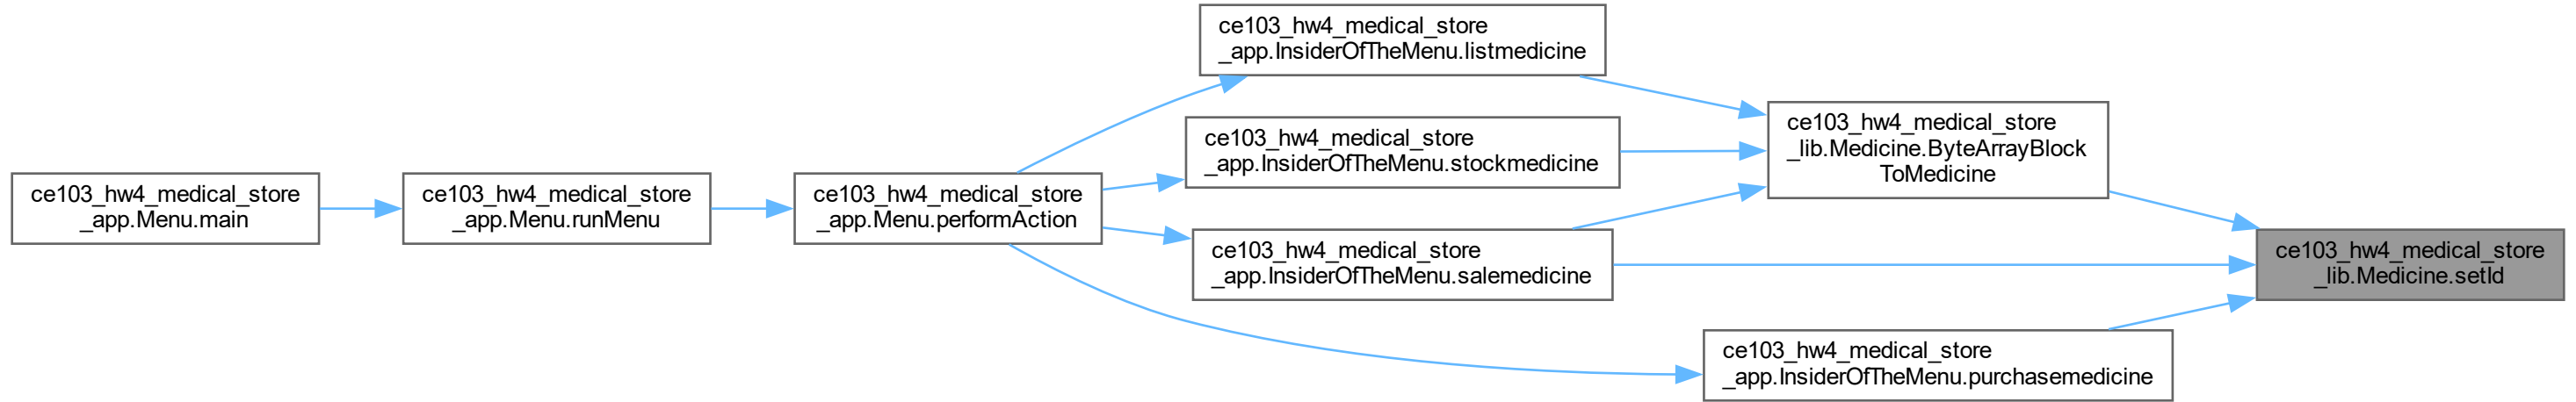 ce103_hw4_medical_store
_app.Menu.main
ce103_hw4_medical_store
_app.Menu.runMenu
ce103_hw4_medical_store
_app.Menu.performAction
ce103_hw4_medical_store
_app.InsiderOfTheMenu.listmedicine
ce103_hw4_medical_store
_app.InsiderOfTheMenu.stockmedicine
ce103_hw4_medical_store
_app.InsiderOfTheMenu.salemedicine
ce103_hw4_medical_store
_app.InsiderOfTheMenu.purchasemedicine
ce103_hw4_medical_store
_lib.Medicine.ByteArrayBlock
ToMedicine
ce103_hw4_medical_store
_lib.Medicine.setId